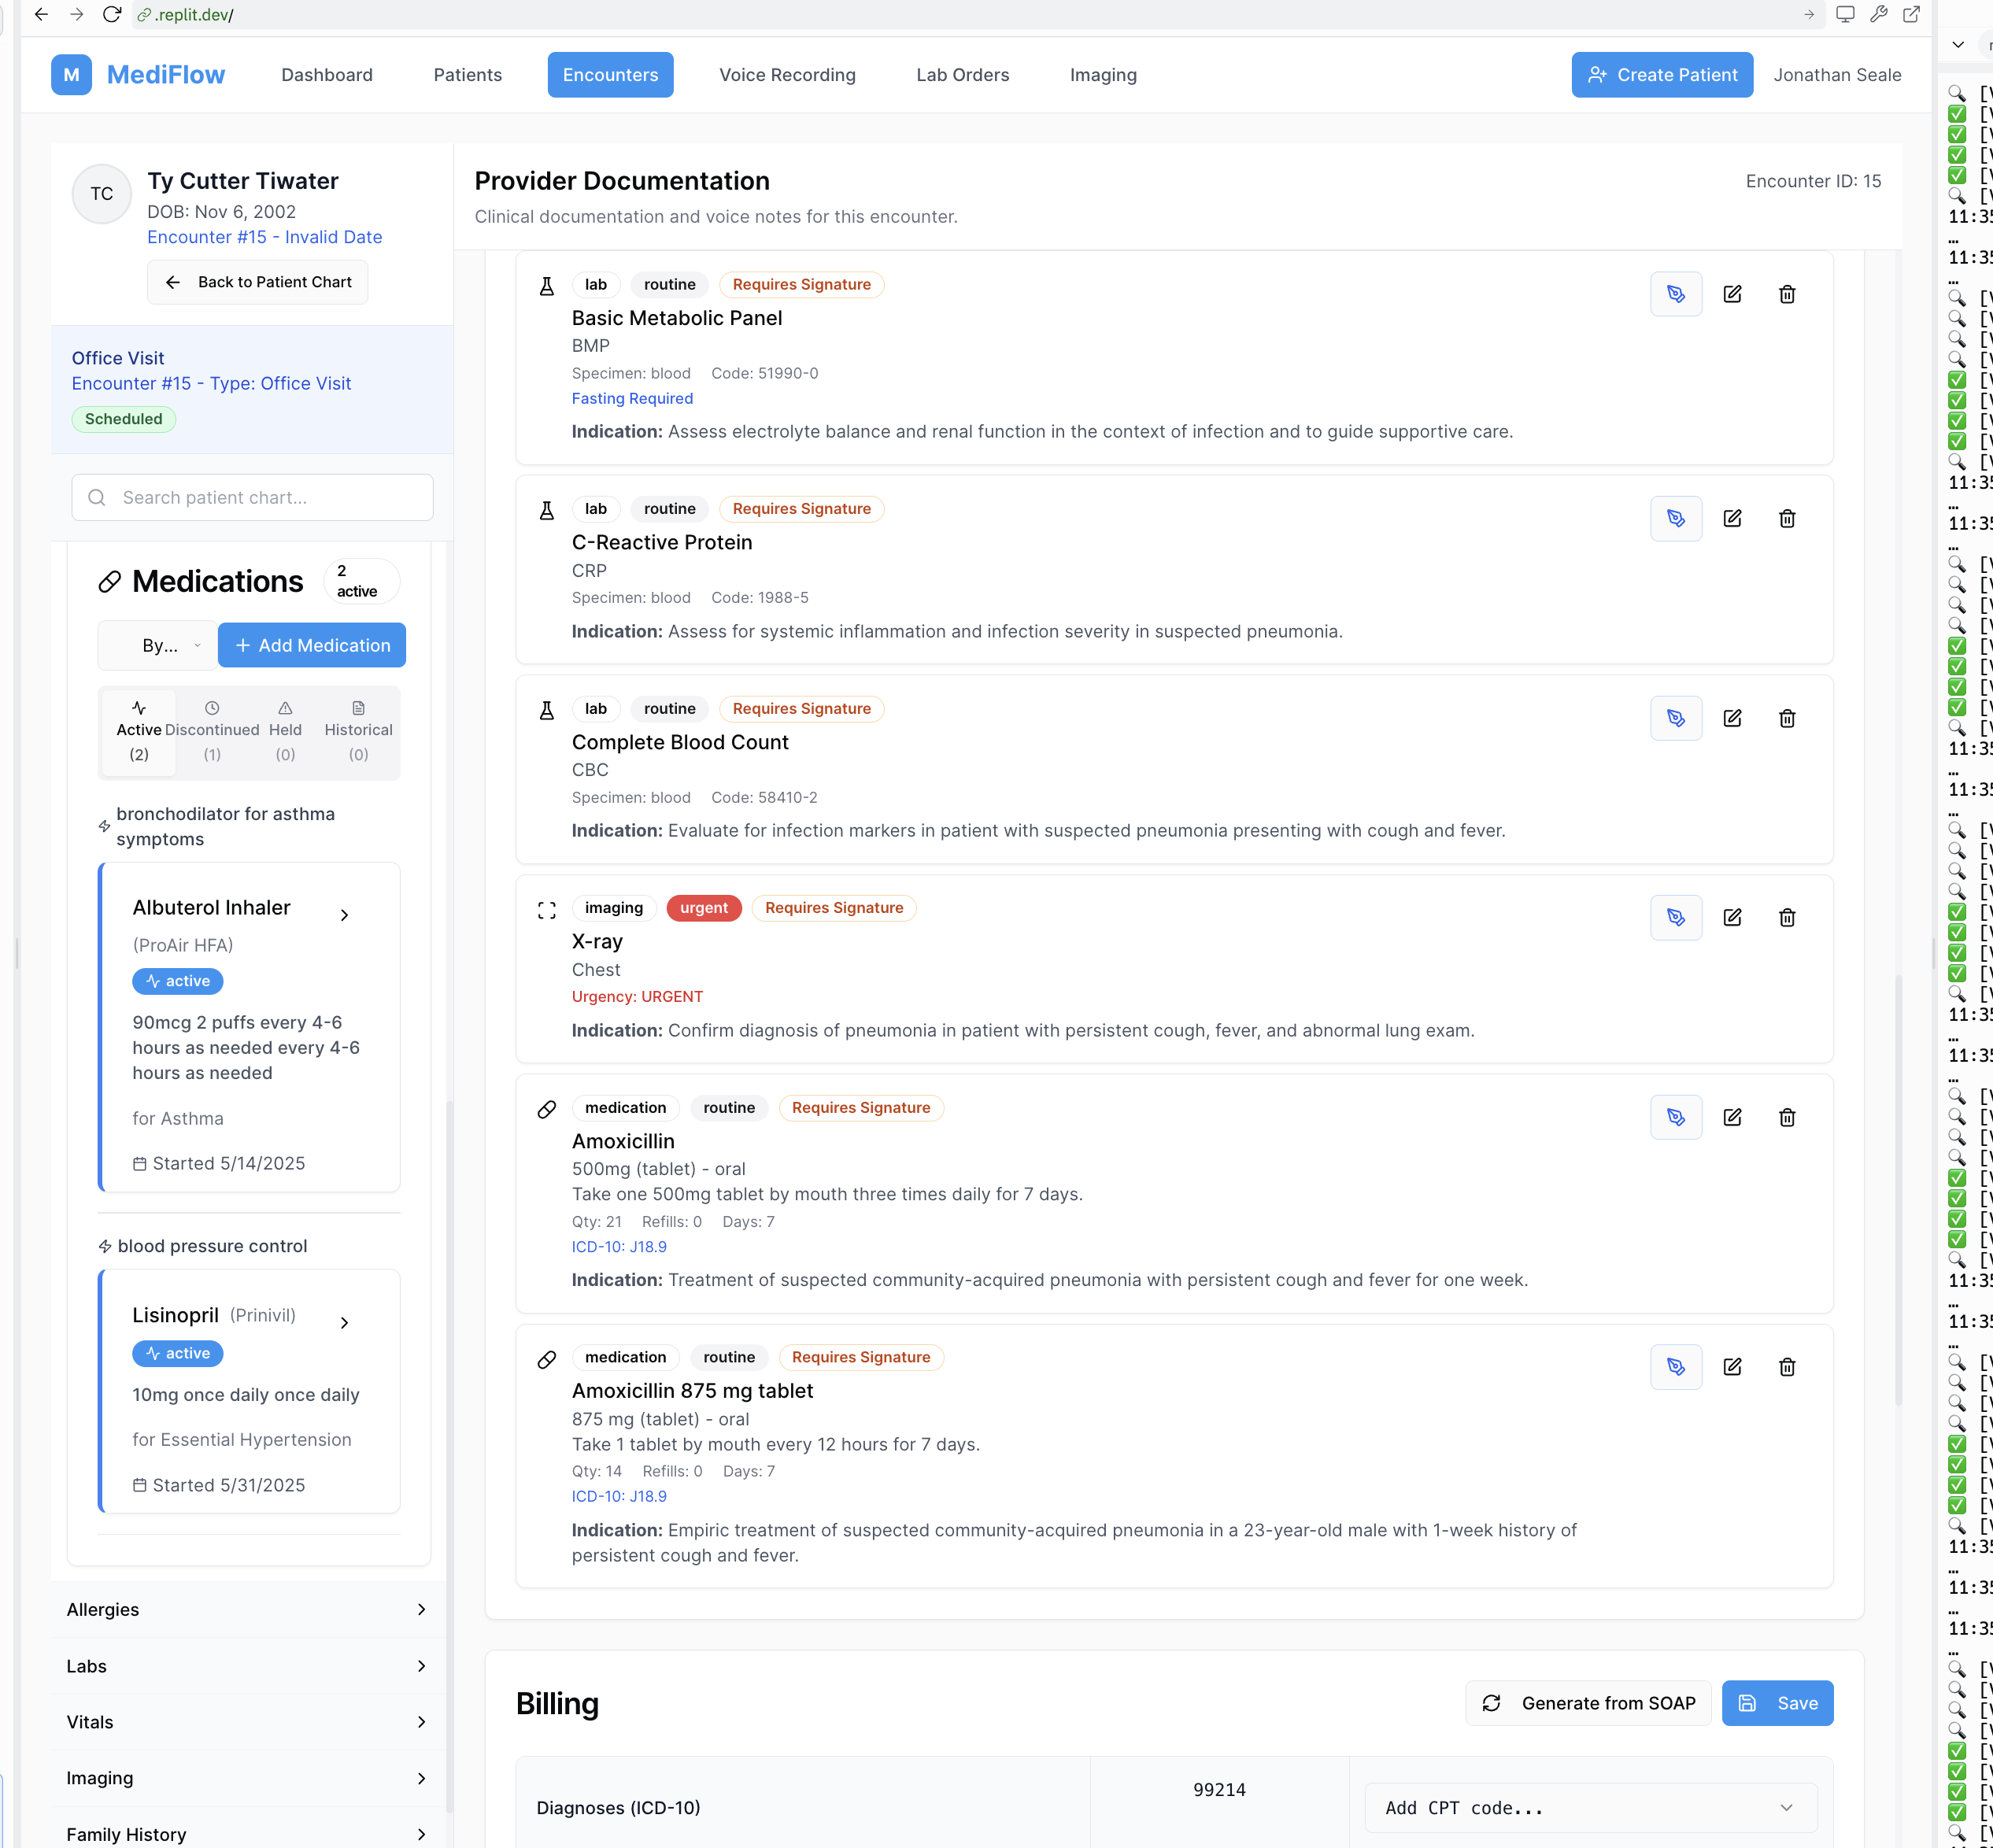 .replit.dev/
M MediFlow Dashboard Patients Encounters Voice Recording Lab Orders Imaging Create Patient Jonathan Seale
TC
Ty Cutter Tiwater
DOB: Nov 6, 2002
Encounter #15 - Invalid Date
Back to Patient Chart
Office Visit
Encounter #15 - Type: Office Visit
Scheduled
Search patient chart...
Medications
2
active
By...
Add Medication
Active
(2)
Discontinued
(1)
Held
(0)
Historical
(0)
bronchodilator for asthma
symptoms
Albuterol Inhaler
(ProAir HFA)
active
90mcg 2 puffs every 4-6
hours as needed every 4-6
hours as needed
for Asthma
Started 5/14/2025
blood pressure control
Lisinopril (Prinivil)
active
10mg once daily once daily
for Essential Hypertension
Started 5/31/2025
Allergies
Labs
Vitals
Imaging
Family History
Provider Documentation
Encounter ID: 15
Clinical documentation and voice notes for this encounter.
lab routine Requires Signature
Basic Metabolic Panel
BMP
Specimen: blood Code: 51990-0
Fasting Required
Indication: Assess electrolyte balance and renal function in the context of infection and to guide supportive care.
lab routine Requires Signature
C-Reactive Protein
CRP
Specimen: blood Code: 1988-5
Indication: Assess for systemic inflammation and infection severity in suspected pneumonia.
lab routine Requires Signature
Complete Blood Count
CBC
Specimen: blood Code: 58410-2
Indication: Evaluate for infection markers in patient with suspected pneumonia presenting with cough and fever.
imaging urgent Requires Signature
X-ray
Chest
Urgency: URGENT
Indication: Confirm diagnosis of pneumonia in patient with persistent cough, fever, and abnormal lung exam.
medication routine Requires Signature
Amoxicillin
500mg (tablet) - oral
Take one 500mg tablet by mouth three times daily for 7 days.
Qty: 21 Refills: 0 Days: 7
ICD-10: J18.9
Indication: Treatment of suspected community-acquired pneumonia with persistent cough and fever for one week.
medication routine Requires Signature
Amoxicillin 875 mg tablet
875 mg (tablet) - oral
Take 1 tablet by mouth every 12 hours for 7 days.
Qty: 14 Refills: 0 Days: 7
ICD-10: J18.9
Indication: Empiric treatment of suspected community-acquired pneumonia in a 23-year-old male with 1-week history of
persistent cough and fever.
Billing
Generate from SOAP
Save
Diagnoses (ICD-10)
99214
Add CPT code...